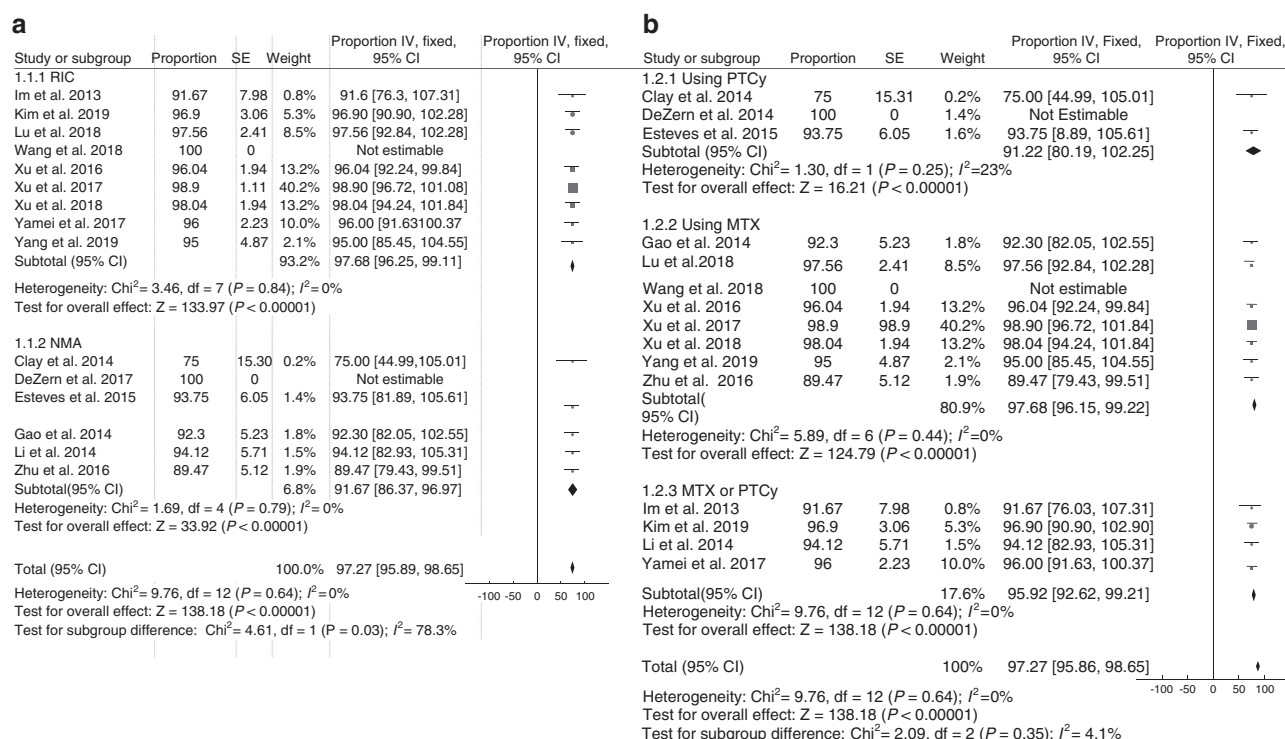 a
Study or subgroup Proportion SE Weight Proportion IV, fixed, 95% CI Proportion IV, fixed, 95% CI
1.1.1 RIC
Im et al. 2013 91.67 7.98 0.8% 91.6 [76.3, 107.31]
Kim et al. 2019 96.9 3.06 5.3% 96.90 [90.90, 102.28]
Lu et al. 2018 97.56 2.41 8.5% 97.56 [92.84, 102.28]
Wang et al. 2018 100 0 Not estimable
Xu et al. 2016 96.04 1.94 13.2% 96.04 [92.24, 99.84]
Xu et al. 2017 98.9 1.11 40.2% 98.90 [96.72, 101.08]
Xu et al. 2018 98.04 1.94 13.2% 98.04 [94.24, 101.84]
Yamei et al. 2017 96 2.23 10.0% 96.00 [91.63100.37
Yang et al. 2019 95 4.87 2.1% 95.00 [85.45, 104.55]
Subtotal (95% CI) 93.2% 97.68 [96.25, 99.11]
Heterogeneity: Chi²= 3.46, df = 7 (P = 0.84); I²= 0%
Test for overall effect: Z = 133.97 (P < 0.00001)
1.1.2 NMA
Clay et al. 2014 75 15.30 0.2% 75.00 [44.99,105.01]
DeZern et al. 2017 100 0 Not estimable
Esteves et al. 2015 93.75 6.05 1.4% 93.75 [81.89, 105.61]
Gao et al. 2014 92.3 5.23 1.8% 92.30 [82.05, 102.55]
Li et al. 2014 94.12 5.71 1.5% 94.12 [82.93, 105.31]
Zhu et al. 2016 89.47 5.12 1.9% 89.47 [79.43, 99.51]
Subtotal(95% CI) 6.8% 91.67 [86.37, 96.97]
Heterogeneity: Chi²= 1.69, df = 4 (P = 0.79); I²= 0%
Test for overall effect: Z = 33.92 (P < 0.00001)
Total (95% CI) 100.0% 97.27 [95.89, 98.65]
Heterogeneity: Chi²= 9.76, df = 12 (P = 0.64); I²= 0%
-100 -50 0 50 100
Test for overall effect: Z = 138.18 (P < 0.00001)
Test for subgroup difference: Chi²= 4.61, df = 1 (P = 0.03); I²= 78.3%
b
Study or subgroup Proportion SE Weight Proportion IV, Fixed, 95% CI Proportion IV, Fixed, 95% CI
1.2.1 Using PTCy
Clay et al. 2014 75 15.31 0.2% 75.00 [44.99, 105.01]
DeZern et al. 2014 100 0 1.4% Not Estimable
Esteves et al. 2015 93.75 6.05 1.6% 93.75 [8.89, 105.61]
Subtotal (95% CI) 91.22 [80.19, 102.25]
Heterogeneity: Chi²= 1.30, df = 1 (P = 0.25); I²=23%
Test for overall effect: Z = 16.21 (P < 0.00001)
1.2.2 Using MTX
Gao et al. 2014 92.3 5.23 1.8% 92.30 [82.05, 102.55]
Lu et al.2018 97.56 2.41 8.5% 97.56 [92.84, 102.28]
Wang et al. 2018 100 0 Not estimable
Xu et al. 2016 96.04 1.94 13.2% 96.04 [92.24, 99.84]
Xu et al. 2017 98.9 98.9 40.2% 98.90 [96.72, 101.84]
Xu et al. 2018 98.04 1.94 13.2% 98.04 [94.24, 101.84]
Yang et al. 2019 95 4.87 2.1% 95.00 [85.45, 104.55]
Zhu et al. 2016 89.47 5.12 1.9% 89.47 [79.43, 99.51]
Subtotal(
95% CI) 80.9% 97.68 [96.15, 99.22]
Heterogeneity: Chi²= 5.89, df = 6 (P = 0.44); I²=0%
Test for overall effect: Z = 124.79 (P < 0.00001)
1.2.3 MTX or PTCy
Im et al. 2013 91.67 7.98 0.8% 91.67 [76.03, 107.31]
Kim et al. 2019 96.9 3.06 5.3% 96.90 [90.90, 102.90]
Li et al. 2014 94.12 5.71 1.5% 94.12 [82.93, 105.31]
Yamei et al. 2017 96 2.23 10.0% 96.00 [91.63, 100.37]
Subtotal(95% CI) 17.6% 95.92 [92.62, 99.21]
Heterogeneity: Chi²= 9.76, df = 12 (P = 0.64); I²=0%
Test for overall effect: Z = 138.18 (P < 0.00001)
Total (95% CI) 100% 97.27 [95.86, 98.65]
-100 -50 0 50 100
Heterogeneity: Chi²= 9.76, df = 12 (P = 0.64); I²=0%
Test for overall effect: Z = 138.18 (P < 0.00001)
Test for subgroup difference: Chi²= 2.09, df = 2 (P = 0.35); I²= 4.1%